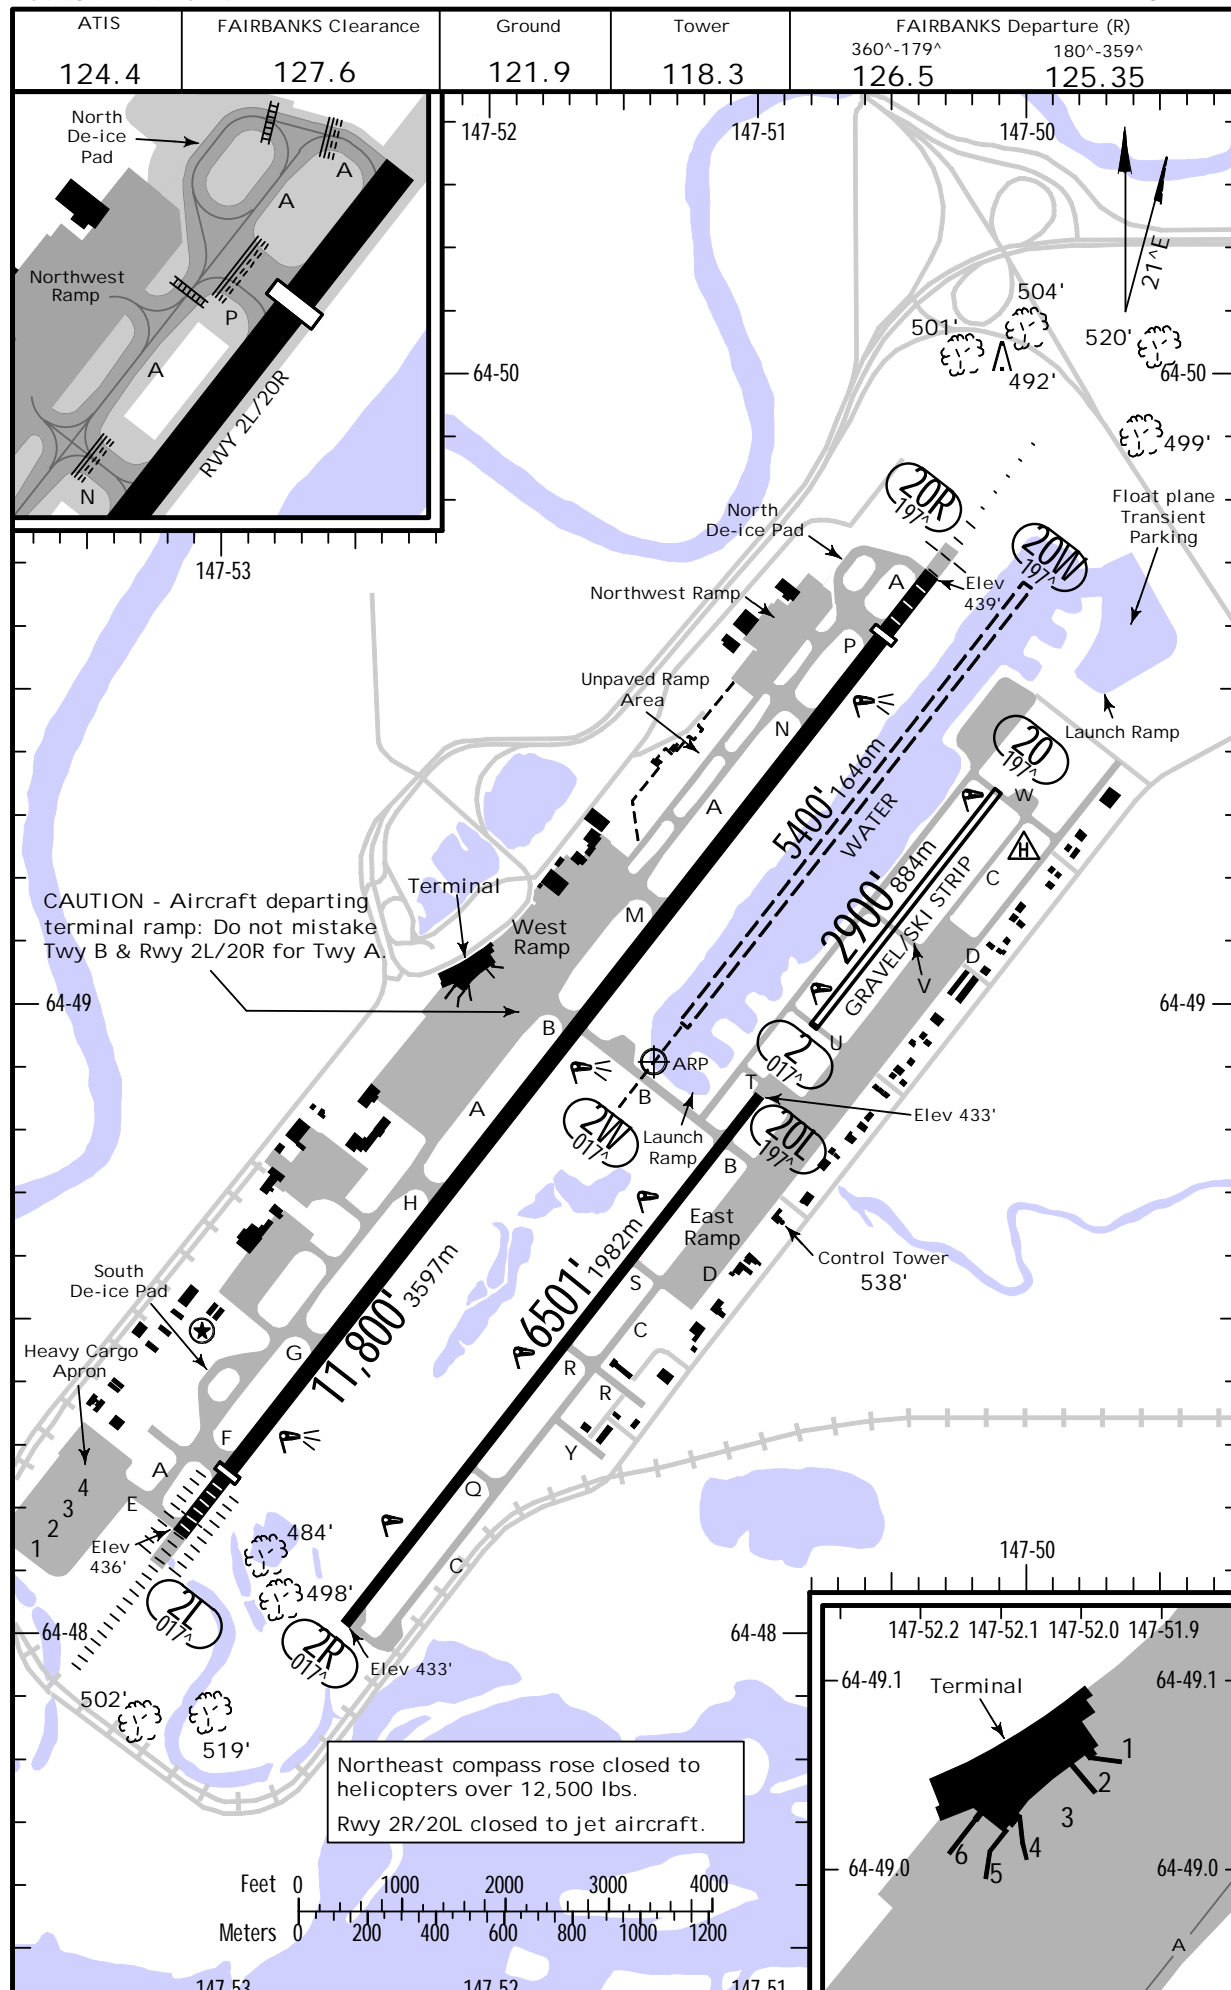 ATIS
124.4
FAIRBANKS Clearance
127.6
Ground
121.9
Tower
118.3
FAIRBANKS Departure (R)
360^-179^
126.5
180^-359^
125.35
North
De-ice
Pad
A
A
Northwest
Ramp
P
A
RWY 2L/20R
N
147-52
147-51
147-50
21^E
504'
501'
520'
492'
64-50
64-50
499'
147-53
20R
197^
North
De-ice Pad
Float plane
Transient
Parking
20W
197^
Northwest Ramp
A
Elev
439'
P
Unpaved Ramp
Area
N
Launch Ramp
20
197^
A
5400' 1646m
WATER
W
H
C
2900' 884m
GRAVEL/SKI STRIP
Terminal
CAUTION - Aircraft departing
terminal ramp: Do not mistake
Twy B & Rwy 2L/20R for Twy A.
M
West
Ramp
D
V
64-49
64-49
B
U
2
017^
ARP
T
B
A
2W
017^
Launch
Ramp
Elev 433'
20L
197^
B
H
East
Ramp
Control Tower
538'
D
11,800' 3597m
6501' 1982m
S
South
De-ice Pad
C
Heavy Cargo
Apron
G
R
R
F
Y
A
4
3
2
1
E
Q
Elev
436'
484'
C
498'
2L
017^
2R
017^
64-48
64-48
Elev 433'
502'
519'
Northeast compass rose closed to
helicopters over 12,500 lbs.
Rwy 2R/20L closed to jet aircraft.
Feet 0 1000 2000 3000 4000
Meters 0 200 400 600 800 1000 1200
147-53
147-52
147-51
147-50
147-52.2 147-52.1 147-52.0 147-51.9
64-49.1
64-49.1
Terminal
1
2
3
4
5
6
64-49.0
64-49.0
A